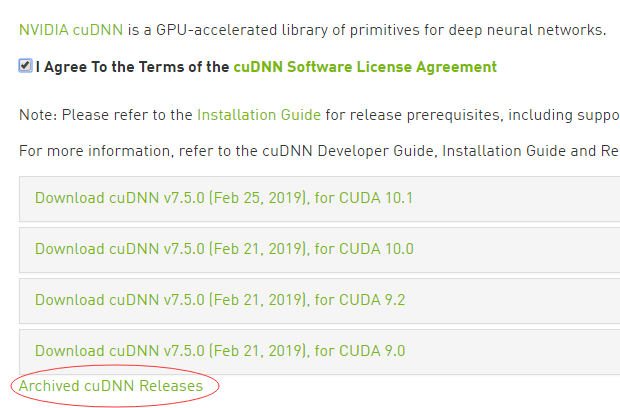 NVIDIA cuDNN is a GPU-accelerated library of primitives for deep neural networks.
I Agree To the Terms of the cuDNN Software License Agreement
Note: Please refer to the Installation Guide for release prerequisites, including suppo
For more information, refer to the cuDNN Developer Guide, Installation Guide and Re
Download cuDNN v7.5.0 (Feb 25, 2019), for CUDA 10.1
Download cuDNN v7.5.0 (Feb 21, 2019), for CUDA 10.0
Download cuDNN v7.5.0 (Feb 21, 2019), for CUDA 9.2
Download cuDNN v7.5.0 (Feb 21, 2019), for CUDA 9.0
Archived cuDNN Releases